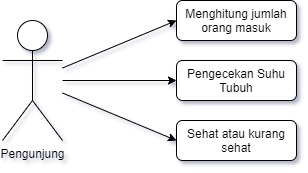 Menghitung jumlah
orang masuk
Pengecekan Suhu
Tubuh
Sehat atau kurang
sehat
Pengunjung